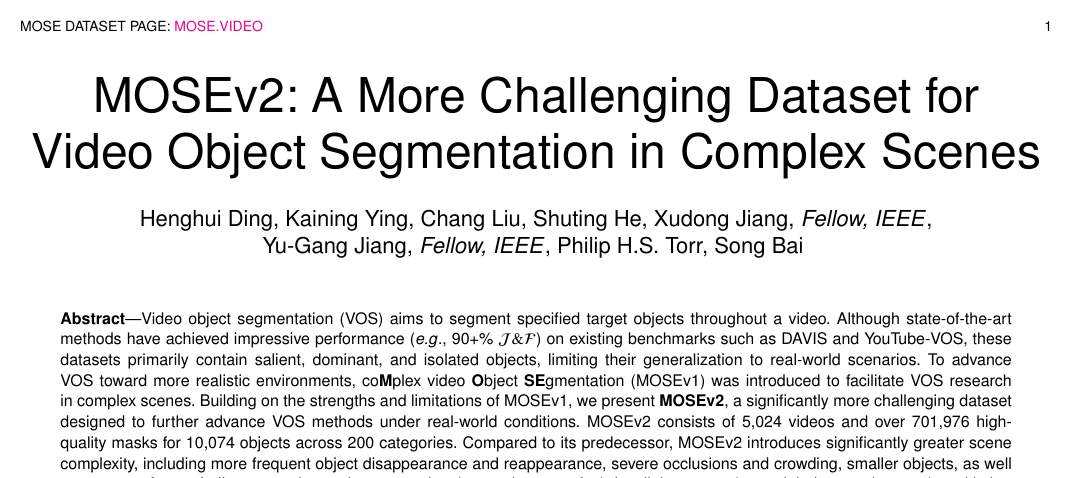 MOSE DATASET PAGE: MOSE.VIDEO 1
MOSEv2: A More Challenging Dataset for
Video Object Segmentation in Complex Scenes
Henghui Ding, Kaining Ying, Chang Liu, Shuting He, Xudong Jiang, Fellow, IEEE,
Yu-Gang Jiang, Fellow, IEEE, Philip H.S. Torr, Song Bai
Abstract—Video object segmentation (VOS) aims to segment specified target objects throughout a video. Although state-of-the-art
methods have achieved impressive performance (e.g., 90+% J&F) on existing benchmarks such as DAVIS and YouTube-VOS, these
datasets primarily contain salient, dominant, and isolated objects, limiting their generalization to real-world scenarios. To advance
VOS toward more realistic environments, coMplex video Object SEgmentation (MOSEv1) was introduced to facilitate VOS research
in complex scenes. Building on the strengths and limitations of MOSEv1, we present MOSEv2, a significantly more challenging dataset
designed to further advance VOS methods under real-world conditions. MOSEv2 consists of 5,024 videos and over 701,976 high-
quality masks for 10,074 objects across 200 categories. Compared to its predecessor, MOSEv2 introduces significantly greater scene
complexity, including more frequent object disappearance and reappearance, severe occlusions and crowding, smaller objects, as well